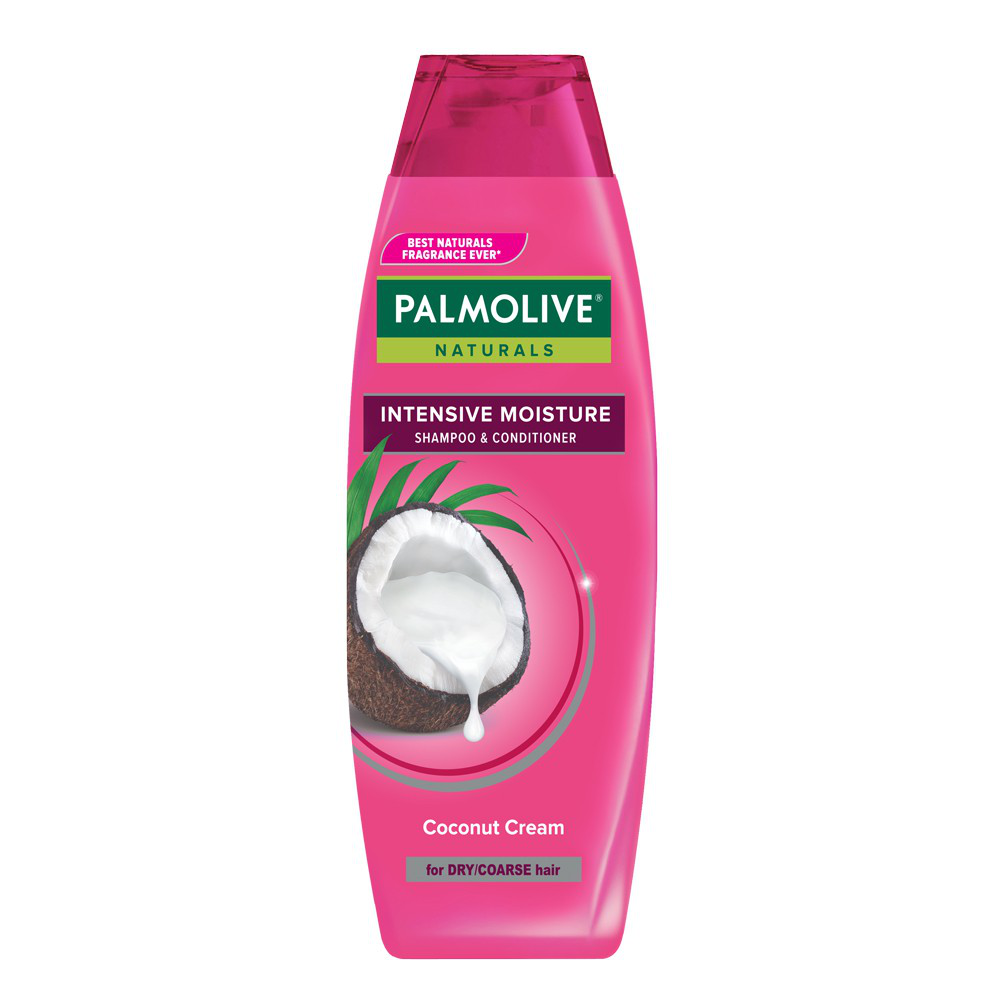 BEST NATURALS
FRAGRANCE EVER*
PALMOLIVE®
NATURALS
INTENSIVE MOISTURE
SHAMPOO & CONDITIONER
Coconut Cream
for DRY/COARSE hair